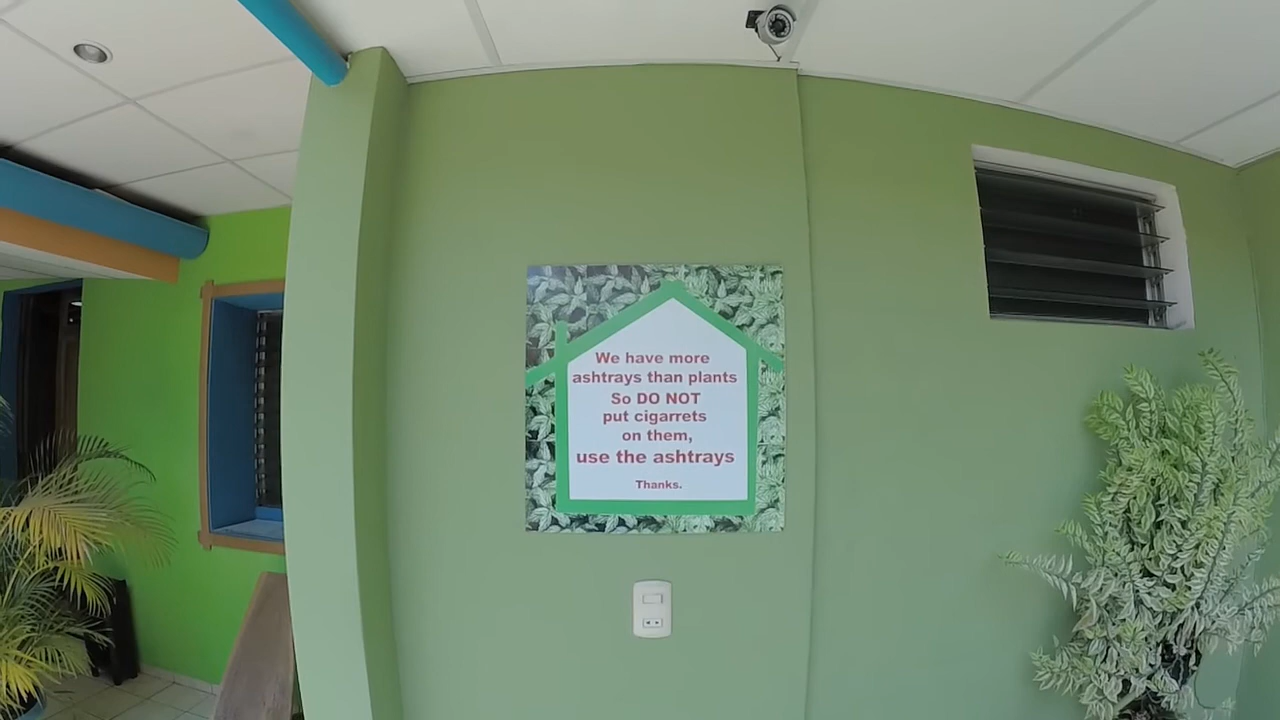 We have more
ashtrays than plants
So DO NOT
put cigarrets
on them,
use the ashtrays
Thanks.